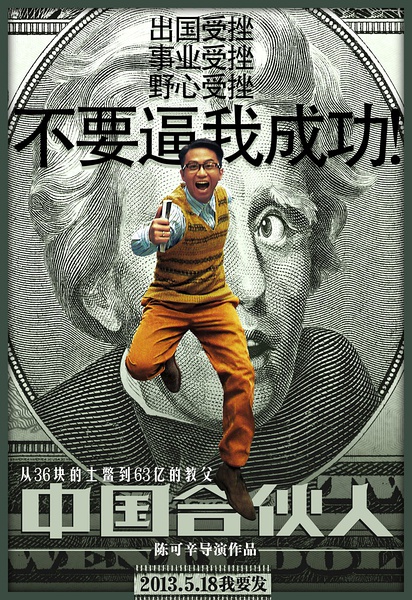 出国受挫
事业受挫
野心受挫
不要逼我成功!
从36块的土鳖到63亿的教父
中国合伙人
陈可辛导演作品
2013.5.18我要发